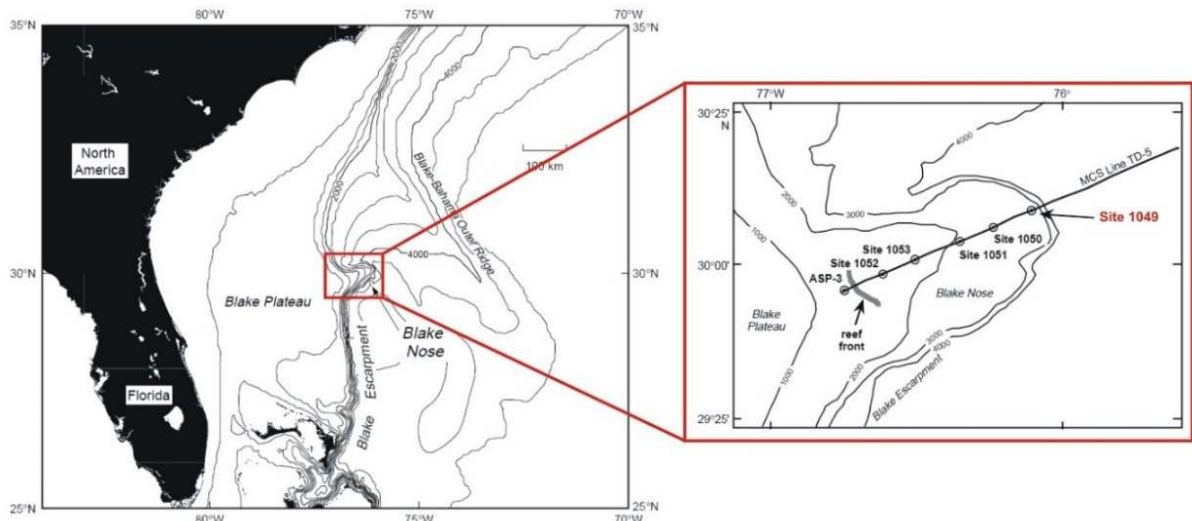 80°W
75°W
70°W
35°N
35°N
North
America
2000
4000
Blake-Bahama Outer Ridge
100 km
2000
4000
30°N
30°N
Blake Plateau
Blake
Nose
Blake Escarpment
Florida
25°N
25°N
80°W
75°W
70°W
77°W
76°
30°25'
N
4000
MCS Line TD-5
2000
3000
Site 1049
1000
Site 1050
Site 1051
Site 1053
Site 1052
30°00'
ASP-3
Blake Nose
Blake
Plateau
reef
front
3000
4000
2000
1000
Blake Escarpment
29°25'